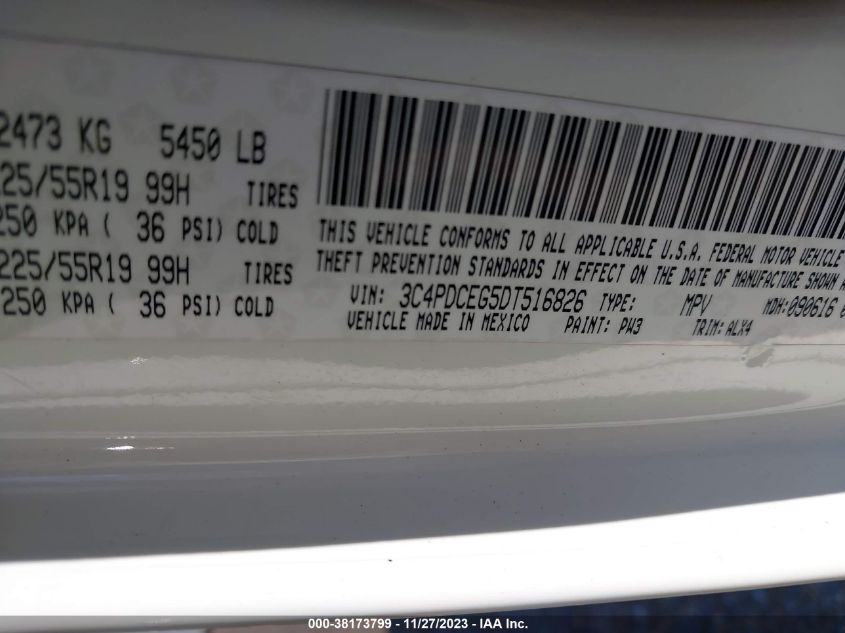 2473 KG 5450 LB
225/55R19 99H TIRES
250 KPA ( 36 PSI) COLD
225/55R19 99H TIRES
250 KPA ( 36 PSI) COLD
THIS VEHICLE CONFORMS TO ALL APPLICABLE U.S.A. FEDERAL MOTOR VEHICLE
THEFT PREVENTION STANDARDS IN EFFECT ON THE DATE OF MANUFACTURE SHOWN
VIN: 3C4PDCEG5DT516826 TYPE: MPV MDH:090616
VEHICLE MADE IN MEXICO PAINT: PW3 TRIM: ALX4
000-38173799 — 11/27/2023 - IAA Inc.